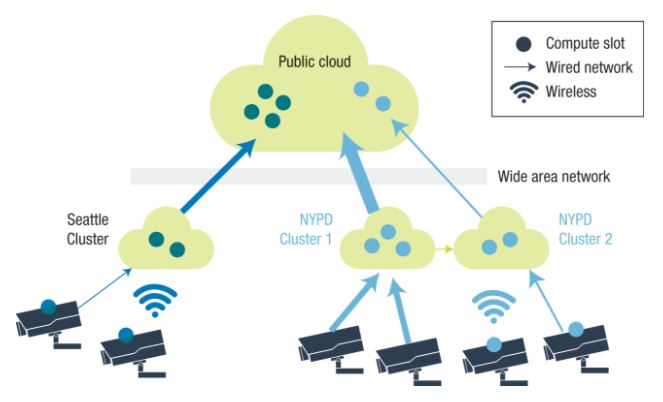 Public cloud
Compute slot
Wired network
Wireless
Wide area network
Seattle
Cluster
NYPD
Cluster 1
NYPD
Cluster 2